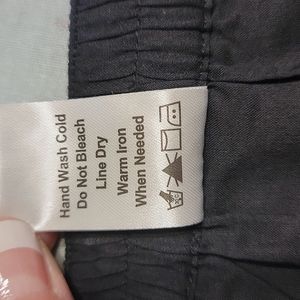 Hand Wash Cold
Do Not Bleach
Line Dry
Warm Iron
When Needed